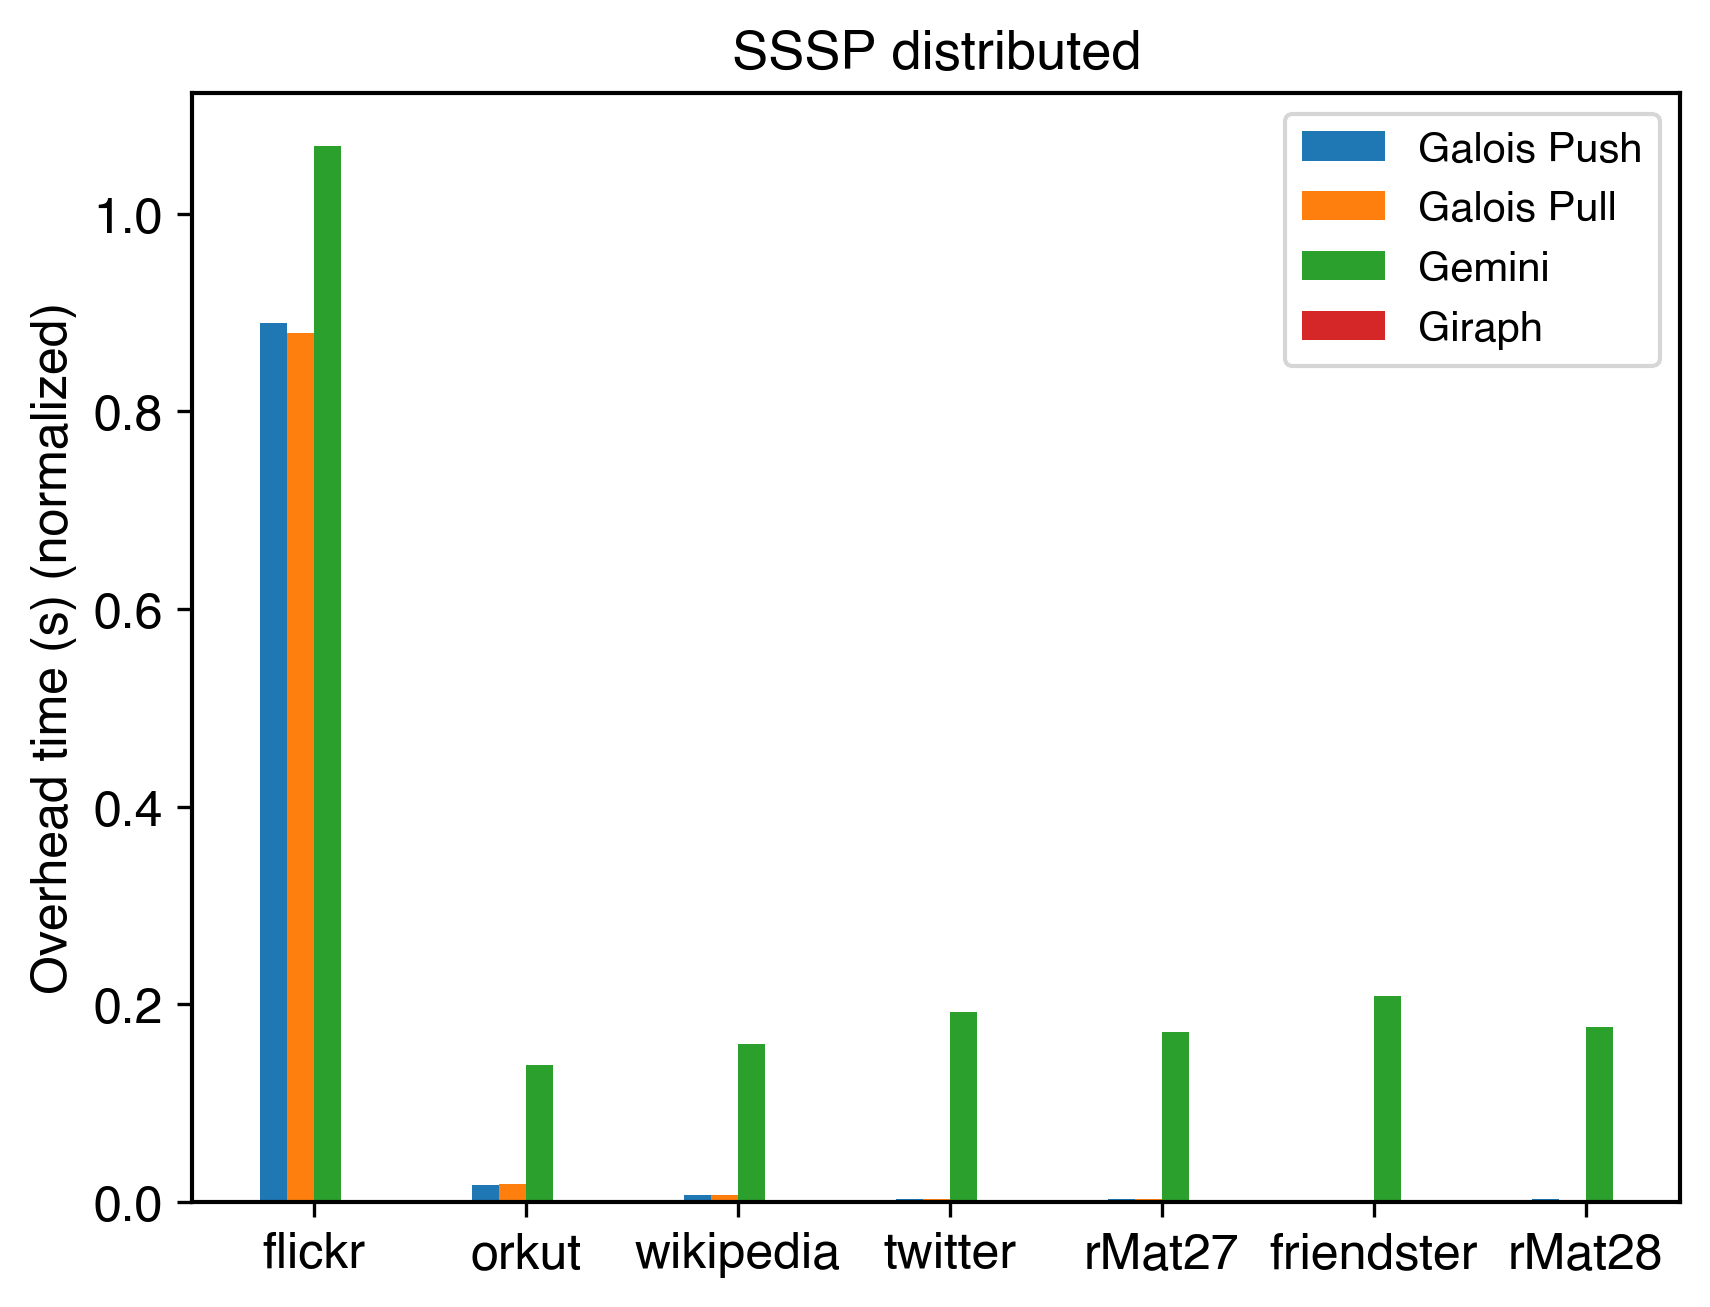 SSSP distributed
Galois Push
Galois Pull
Gemini
Giraph
Overhead time (s) (normalized)
1.0
0.8
0.6
0.4
0.2
0.0
flickr orkut wikipedia twitter rMat27 friendster rMat28